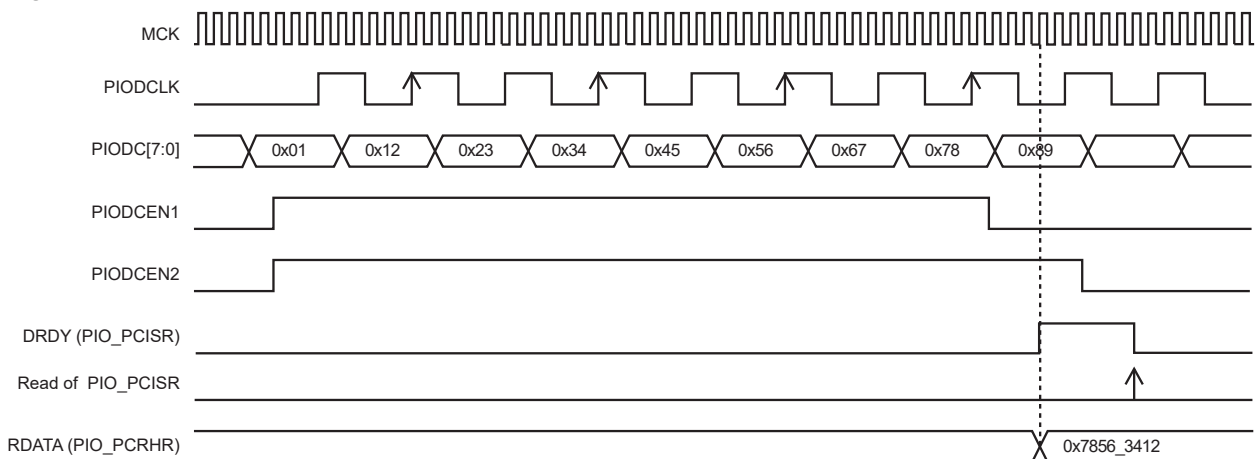 MCK
PIODCLK
PIODC[7:0] 0x01 0x12 0x23 0x34 0x45 0x56 0x67 0x78 0x89
PIODCEN1
PIODCEN2
DRDY (PIO_PCISR)
Read of PIO_PCISR
RDATA (PIO_PCRHR) 0x7856_3412